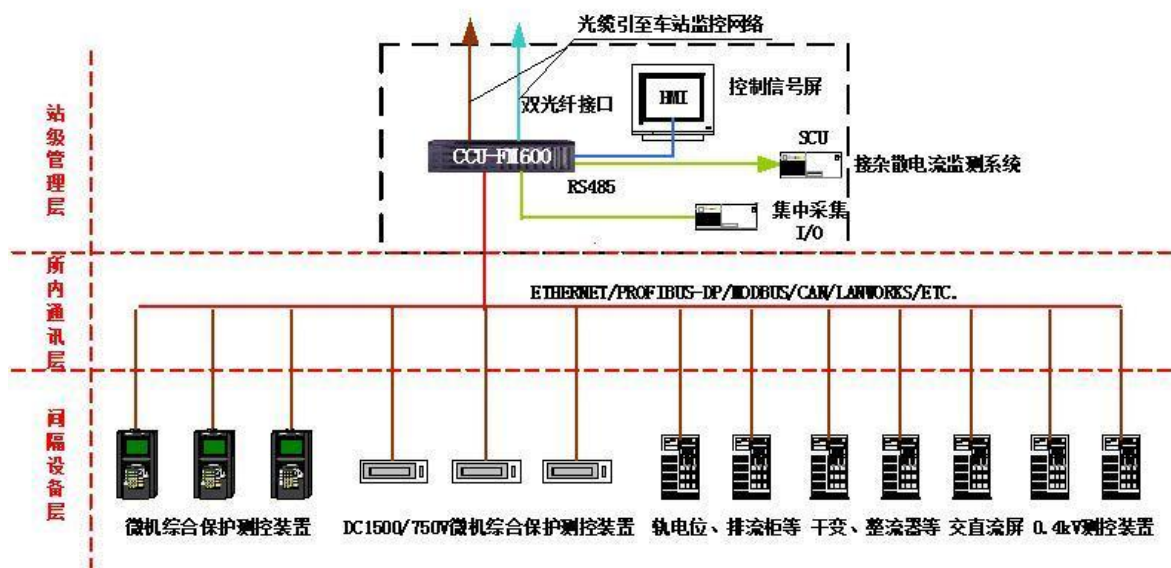 光缆引至车站监控网络
双光纤接口
HMI
控制信号屏
CCU-FM600
SCU
RS485
接杂散电流监测系统
集中采集
I/O
站级管理层
所内通讯层
ETHERNET/PROFIBUS-DP/MODBUS/CAN/LANWORKS/ETC.
间隔设备层
微机综合保护测控装置
DC1500/750V微机综合保护测控装置
轨电位、排流柜等
干变、整流器等
交直流屏
0.4kV测控装置